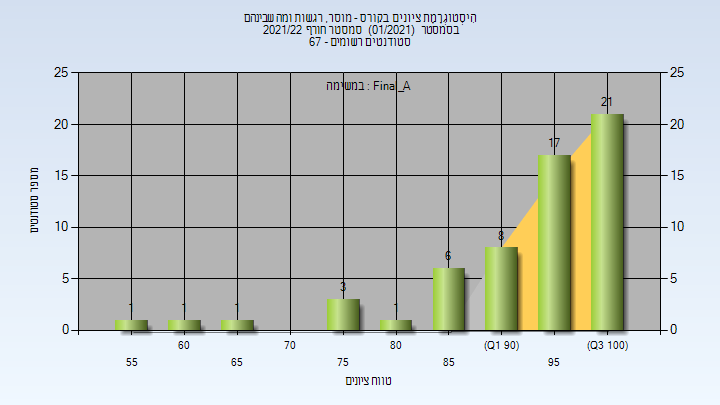 היסטוגרמת ציונים בקורס - מוסר, רגשות ומה שביניהם
בסמסטר (01/2021) סמסטר חורף 2021/22
סטודנטים רשומים - 67
במשימה : Final_A
25 25
20 20
15 15
10 10
5 5
0 0
מספר סטודנטים
1 1 1 3 1 6 8 17 21
60 70 80 (Q1 90) (Q3 100)
55 65 75 85 95
טווח ציונים